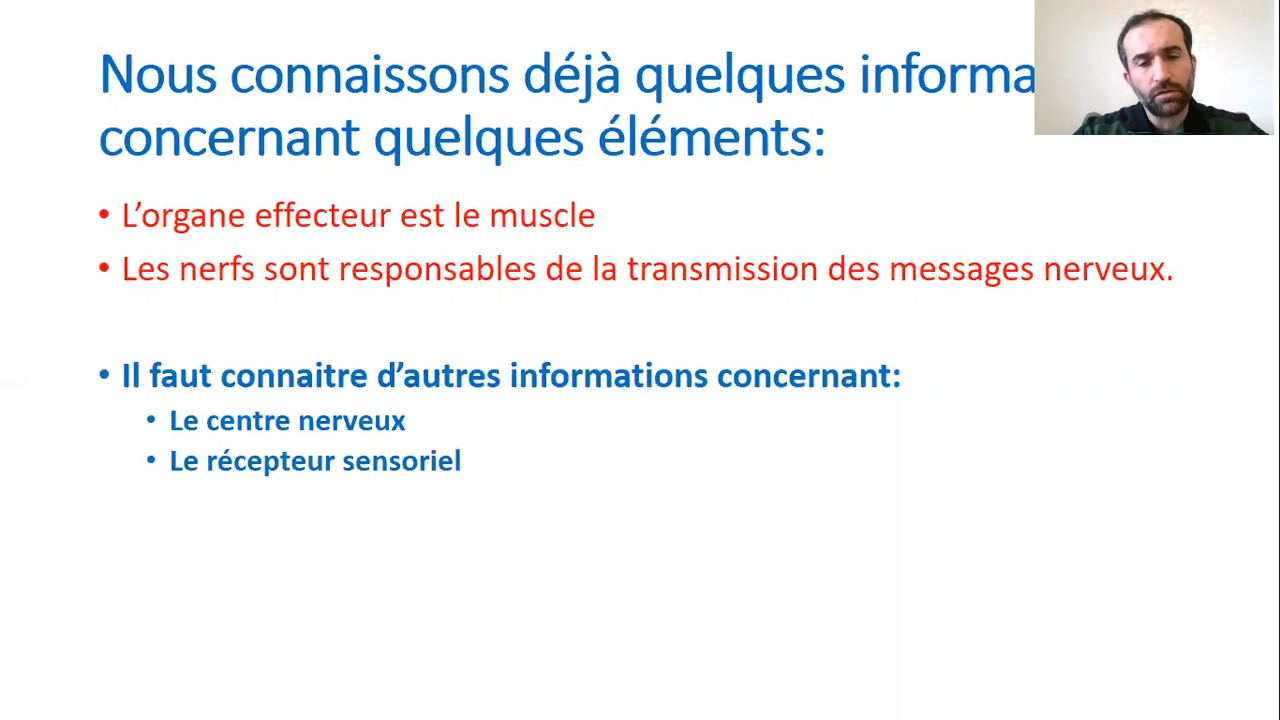 Nous connaissons déjà quelques informa
concernant quelques éléments:
• L’organe effecteur est le muscle
• Les nerfs sont responsables de la transmission des messages nerveux.
• Il faut connaitre d’autres informations concernant:
• Le centre nerveux
• Le récepteur sensoriel